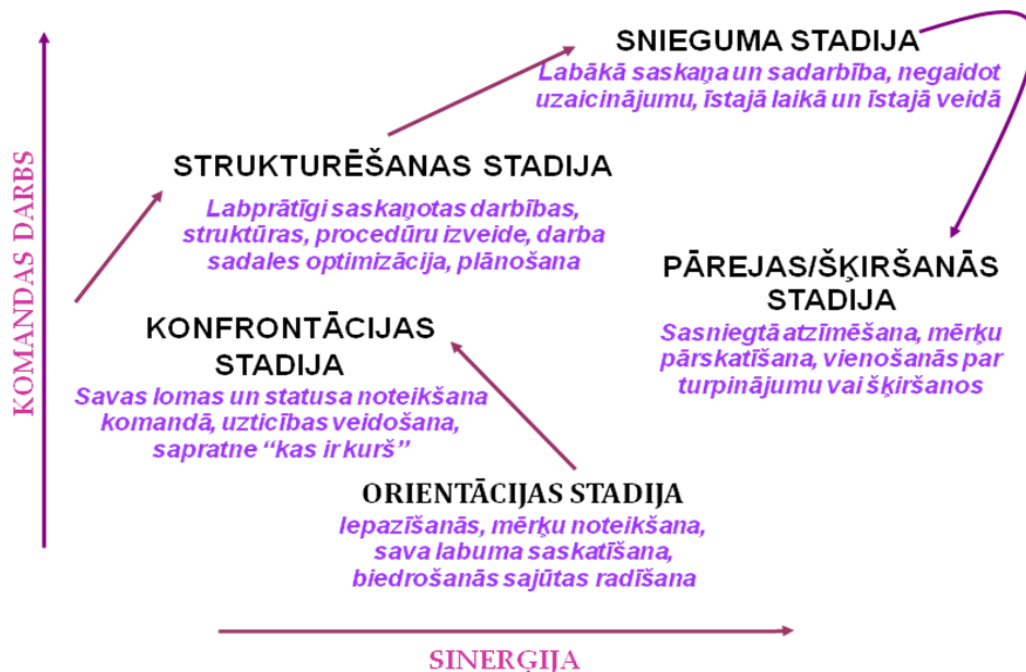 SNIEGUMA STADIJA
Labākā saskaņa un sadarbība, negaidot
uzaicinājumu, īstajā laikā un īstajā veidā
STRUKTURĒŠANAS STADIJA
Labprātīgi saskaņotas darbības,
struktūras, procedūru izveide, darba
sadales optimizācija, plānošana
PĀREJAS/ŠĶIRŠANĀS
STADIJA
Sasniegtā atzīmēšana, mērķu
pārskatīšana, vienošanās par
turpinājumu vai šķiršanos
KONFRONTĀCIJAS
STADIJA
Savas lomas un statusa noteikšana
komandā, uzticības veidošana,
sapratne “kas ir kurš”
ORIENTĀCIJAS STADIJA
Iepazīšanās, mērķu noteikšana,
sava labuma saskatīšana,
biedrošanās sajūtas radīšana
KOMANDAS DARBS
SINERĢIJA